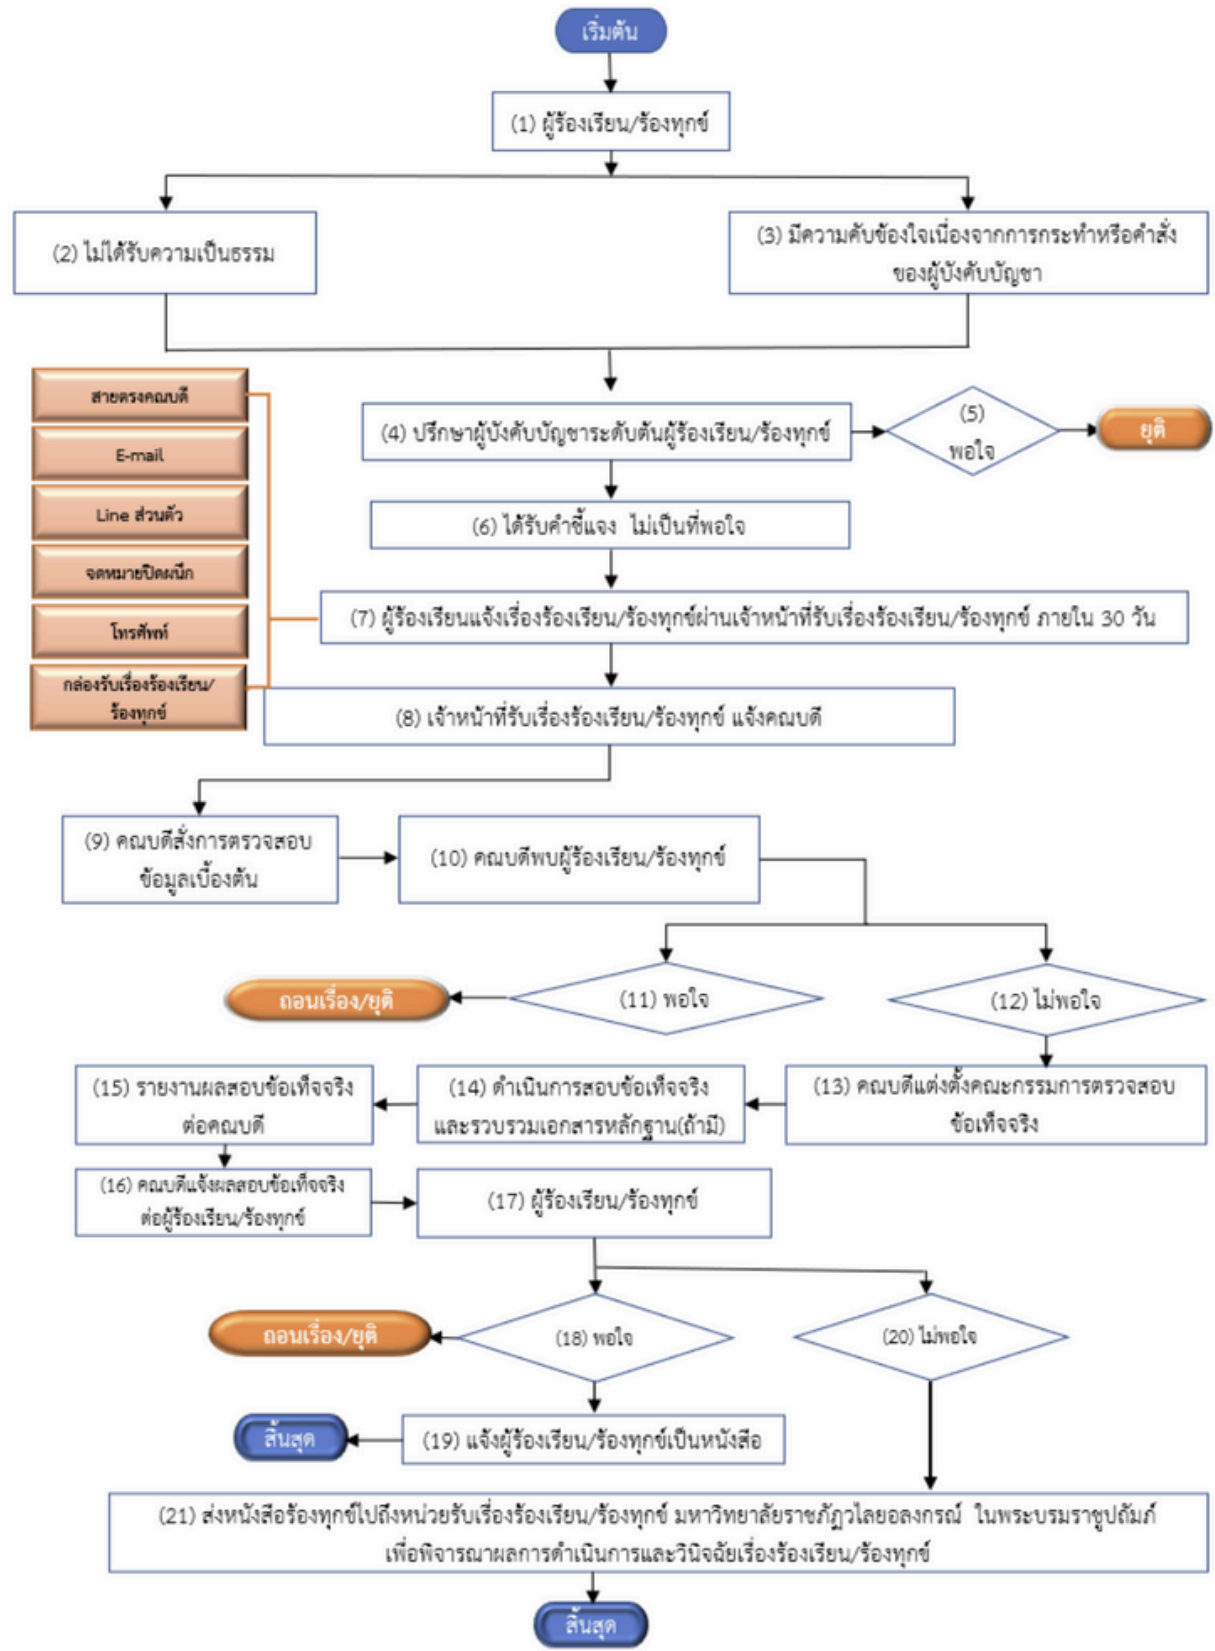 เริ่มต้น
(1) ผู้ร้องเรียน/ร้องทุกข์
(2) ไม่ได้รับความเป็นธรรม
(3) มีความคับข้องใจเนื่องจากการกระทำหรือคำสั่ง
ของผู้บังคับบัญชา
สายตรงคณบดี
E-mail
Line ส่วนตัว
จดหมายปิดผนึก
โทรศัพท์
กล่องรับเรื่องร้องเรียน/
ร้องทุกข์
(4) ปรึกษาผู้บังคับบัญชาระดับต้นผู้ร้องเรียน/ร้องทุกข์
(5)
พอใจ
ยุติ
(6) ได้รับคำชี้แจง ไม่เป็นที่พอใจ
(7) ผู้ร้องเรียนแจ้งเรื่องร้องเรียน/ร้องทุกข์ผ่านเจ้าหน้าที่รับเรื่องร้องเรียน/ร้องทุกข์ ภายใน 30 วัน
(8) เจ้าหน้าที่รับเรื่องร้องเรียน/ร้องทุกข์ แจ้งคณบดี
(9) คณบดีสั่งการตรวจสอบ
ข้อมูลเบื้องต้น
(10) คณบดีพบผู้ร้องเรียน/ร้องทุกข์
ถอนเรื่อง/ยุติ
(11) พอใจ
(12) ไม่พอใจ
(13) คณบดีแต่งตั้งคณะกรรมการตรวจสอบ
ข้อเท็จจริง
(14) ดำเนินการสอบข้อเท็จจริง
และรวบรวมเอกสารหลักฐาน(ถ้ามี)
(15) รายงานผลสอบข้อเท็จจริง
ต่อคณบดี
(16) คณบดีแจ้งผลสอบข้อเท็จจริง
ต่อผู้ร้องเรียน/ร้องทุกข์
(17) ผู้ร้องเรียน/ร้องทุกข์
ถอนเรื่อง/ยุติ
(18) พอใจ
(20) ไม่พอใจ
สิ้นสุด
(19) แจ้งผู้ร้องเรียน/ร้องทุกข์เป็นหนังสือ
(21) ส่งหนังสือร้องทุกข์ไปถึงหน่วยรับเรื่องร้องเรียน/ร้องทุกข์ มหาวิทยาลัยราชภัฏวไลยอลงกรณ์ ในพระบรมราชูปถัมภ์
เพื่อพิจารณาผลการดำเนินการและวินิจฉัยเรื่องร้องเรียน/ร้องทุกข์
สิ้นสุด